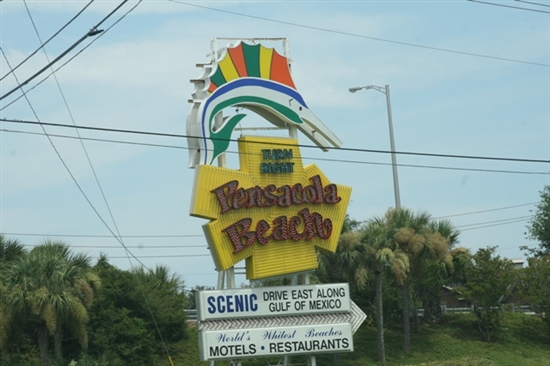 TURN
RIGHT
Pensacola
Beach
SCENIC DRIVE EAST ALONG
GULF OF MEXICO
World's Whitest Beaches
MOTELS • RESTAURANTS